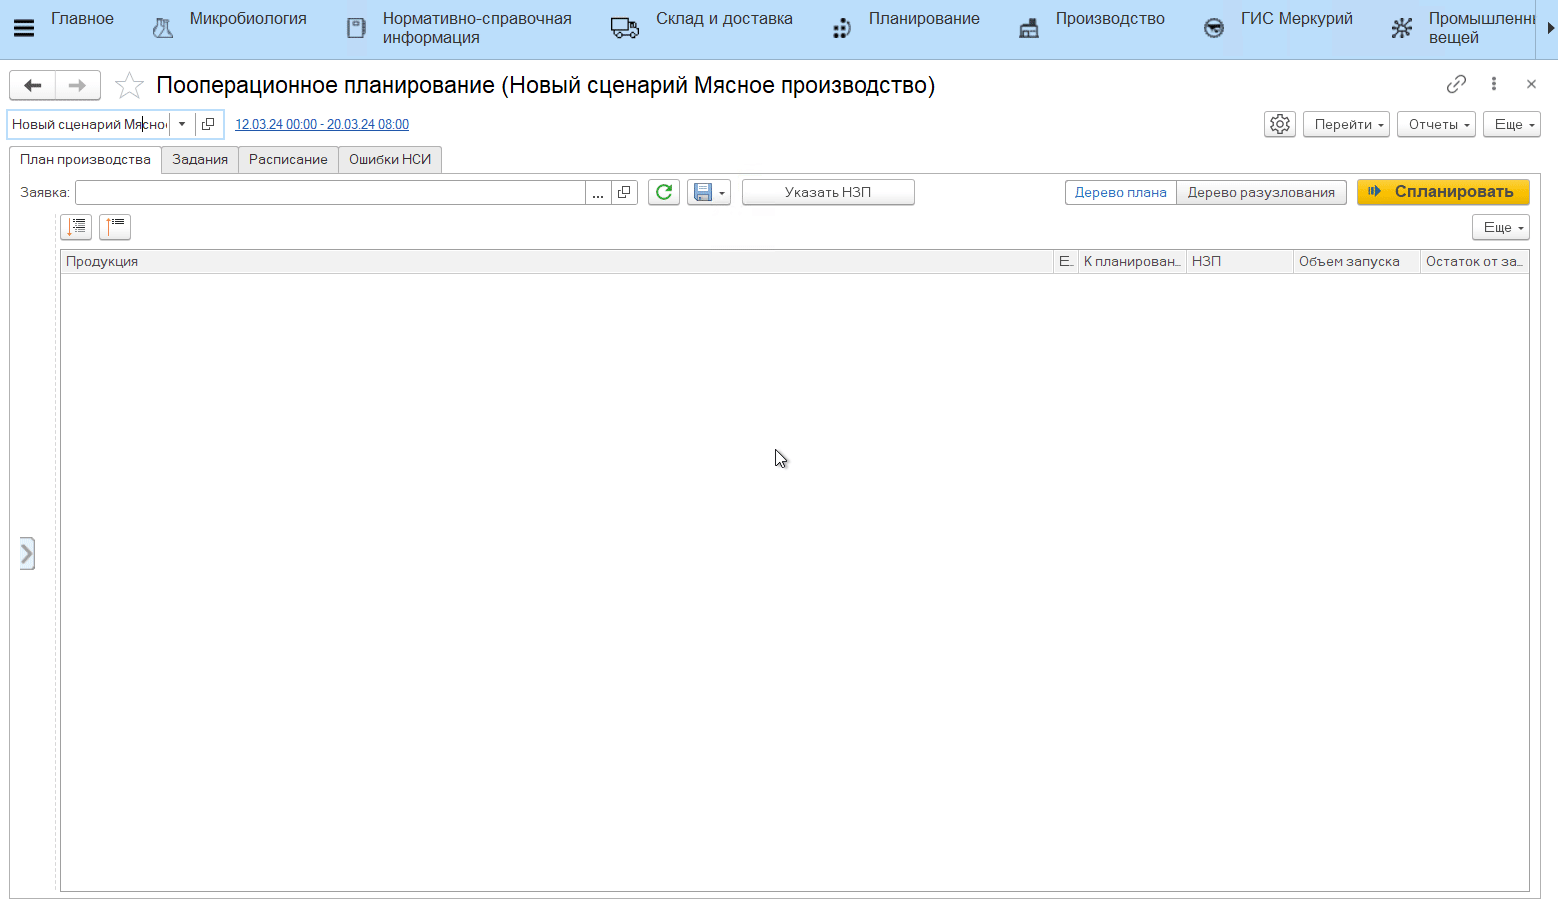 Главное
Микробиология
Нормативно-справочная
информация
Склад и доставка
Планирование
Производство
ГИС Меркурий
Промышленны
вещей
Пооперационное планирование (Новый сценарий Мясное производство)
Новый сценарий Мясно
12.03.24 00:00 - 20.03.24 08:00
Перейти
Отчеты
Еще
План производства
Задания
Расписание
Ошибки НСИ
Заявка:
...
Указать НЗП
Дерево плана
Дерево разузлования
Спланировать
Еще
Продукция
Е...
К планирован...
НЗП
Объем запуска
Остаток от за...